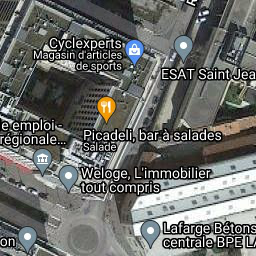 Cyclexperts
Magasin d'articles
de sports
ESAT Saint Jea
Picadeli, bar à salades
Salade
e emploi -
régionale...
Weloge, L'immobilier
tout compris
Lafarge Bétons
centrale BPE LA
on